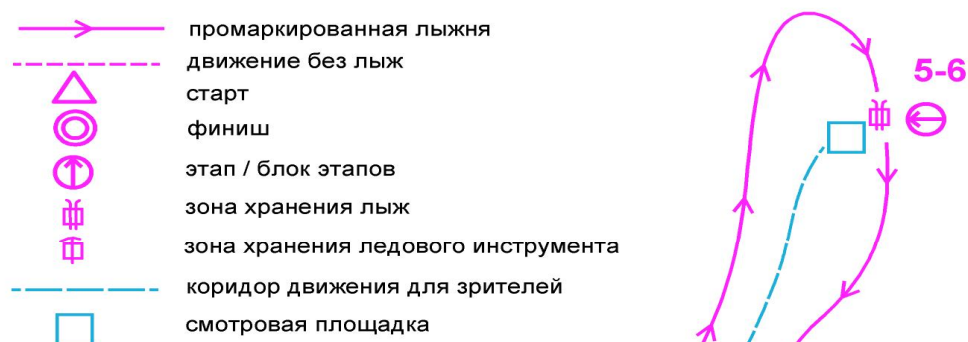 промаркированная лыжня
движение без лыж
старт
финиш
этап / блок этапов
зона хранения лыж
зона хранения ледового инструмента
коридор движения для зрителей
смотровая площадка
5-6